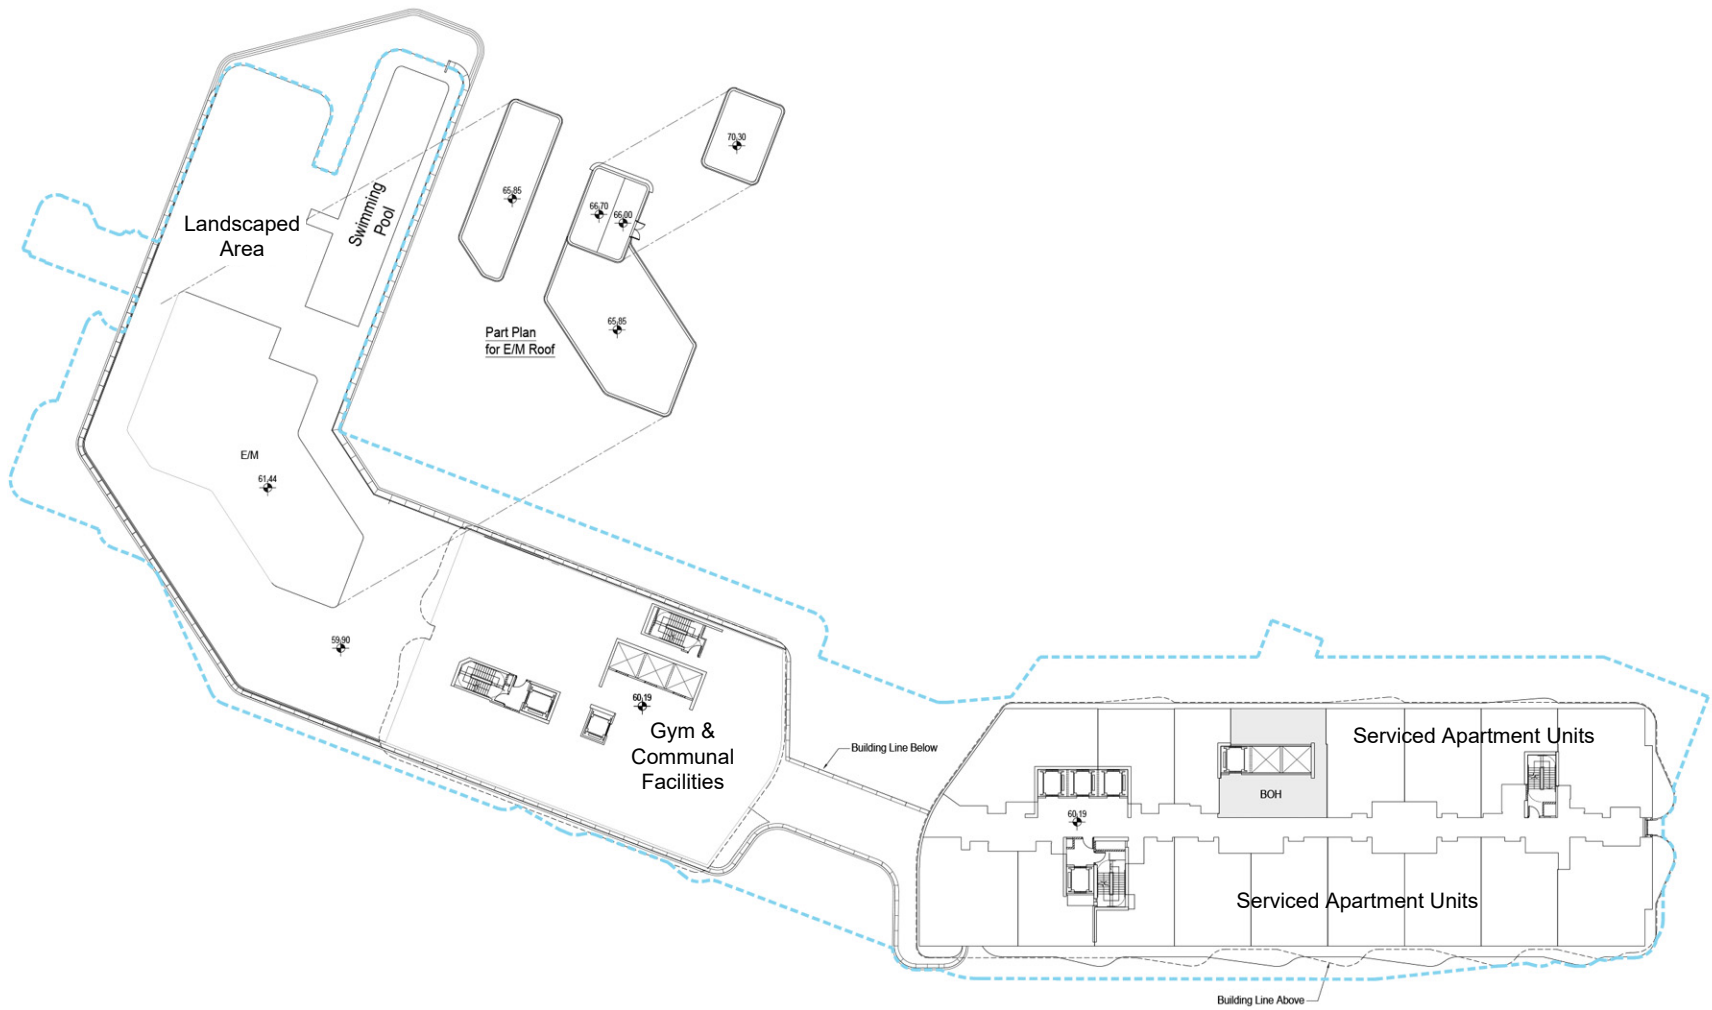 70.30
65.85
66.70
66.00
Landscaped
Area
Swimming
Pool
65.85
Part Plan
for E/M Roof
E/M
61.44
59.90
60.19
Gym &
Communal
Facilities
Building Line Below
Serviced Apartment Units
BOH
60.19
Serviced Apartment Units
Building Line Above